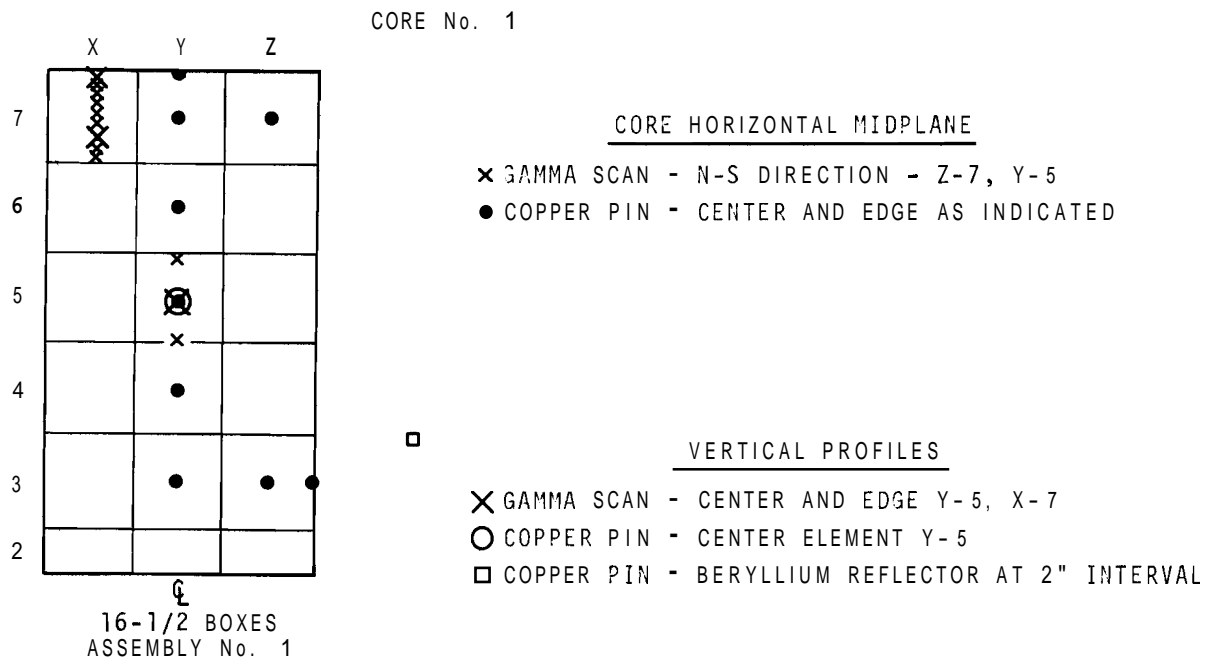 CORE No. 1
X Y Z
7
6
5
4
3
2
CORE HORIZONTAL MIDPLANE
× GAMMA SCAN - N-S DIRECTION - Z-7, Y-5
● COPPER PIN - CENTER AND EDGE AS INDICATED
VERTICAL PROFILES
× GAMMA SCAN - CENTER AND EDGE Y-5, X-7
○ COPPER PIN - CENTER ELEMENT Y-5
□ COPPER PIN - BERYLLIUM REFLECTOR AT 2" INTERVAL
℄
16-1/2 BOXES
ASSEMBLY No. 1